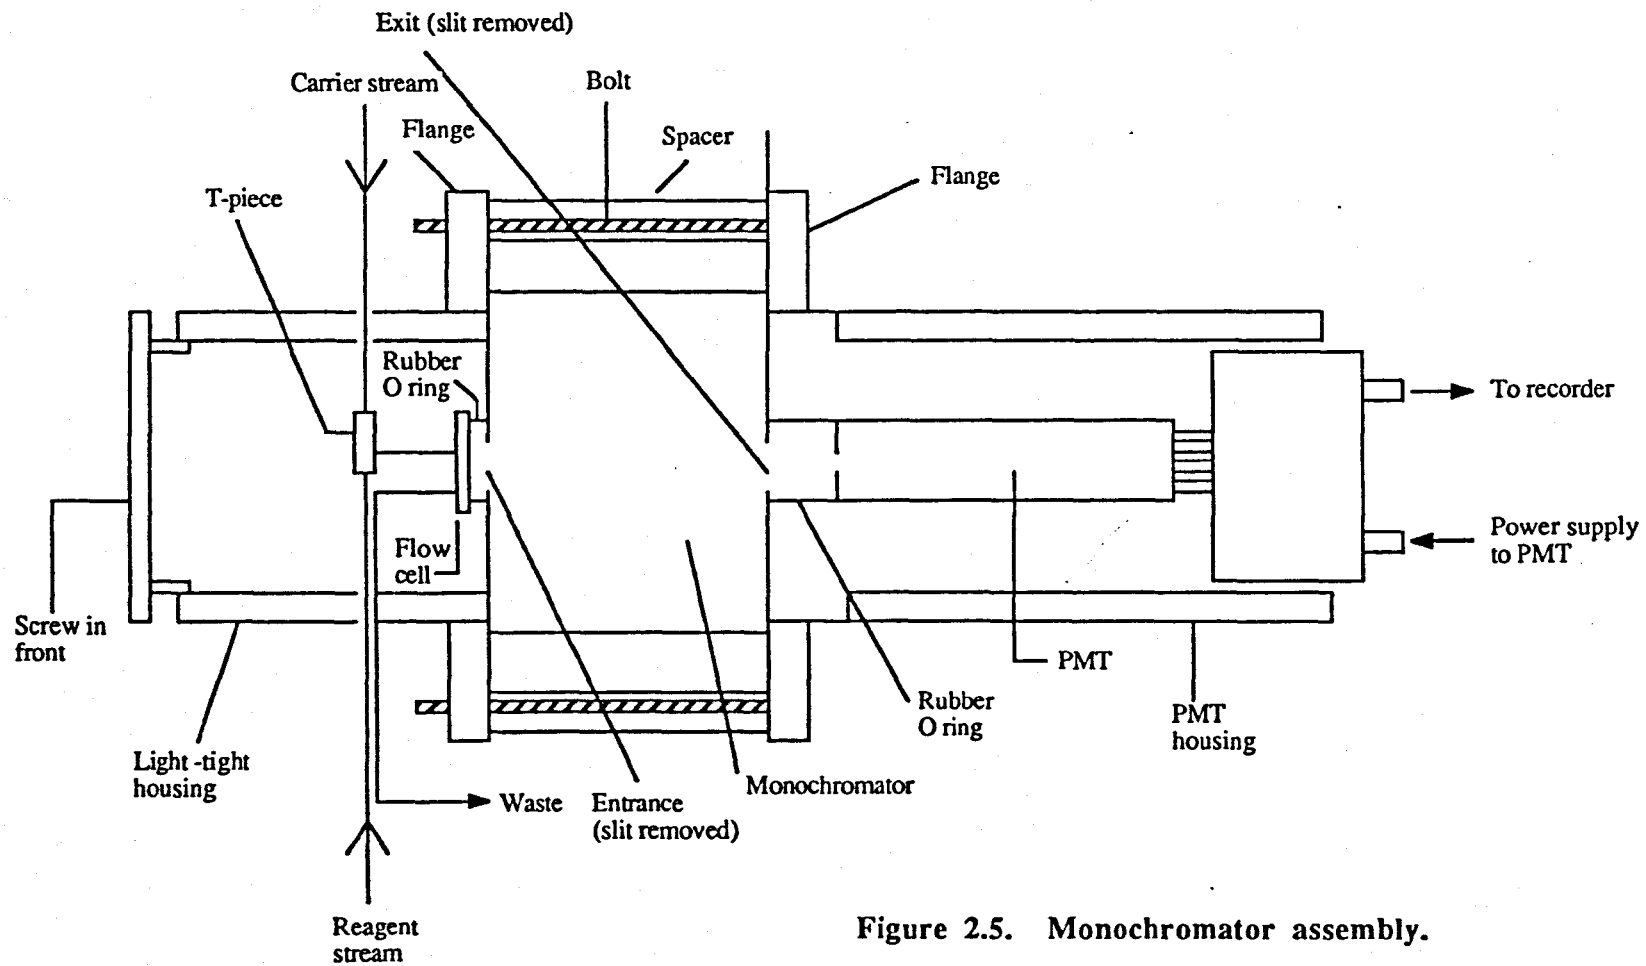 Exit (slit removed)
Carrier stream
Bolt
Flange
Spacer
Flange
T-piece
Rubber
O ring
To recorder
Power supply
to PMT
Flow
cell
Screw in
front
PMT
Rubber
O ring
PMT
housing
Light -tight
housing
Waste
Entrance
(slit removed)
Monochromator
Reagent
stream
Figure 2.5. Monochromator assembly.